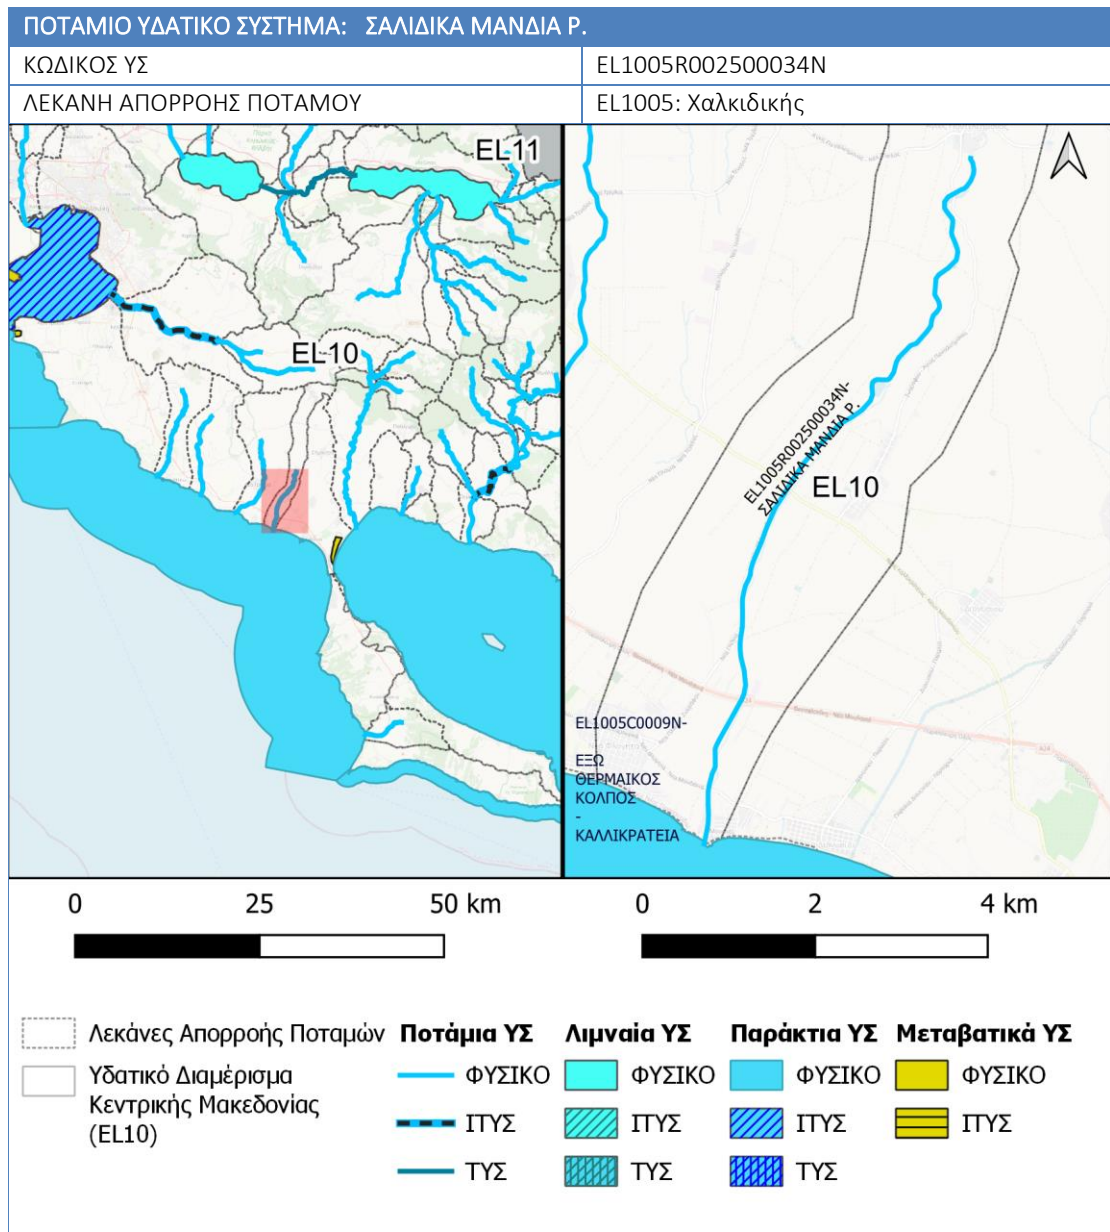 ΠΟΤΑΜΙΟ ΥΔΑΤΙΚΟ ΣΥΣΤΗΜΑ: ΣΑΛΙΔΙΚΑ ΜΑΝΔΙΑ Ρ.
ΚΩΔΙΚΟΣ ΥΣ EL1005R002500034N
ΛΕΚΑΝΗ ΑΠΟΡΡΟΗΣ ΠΟΤΑΜΟΥ EL1005: Χαλκιδικής
EL11
EL10
EL1005R002500034N-
ΣΑΛΙΔΙΚΑ ΜΑΝΔΙΑ Ρ.
EL10
EL1005C0009N-
ΕΞΩ
ΘΕΡΜΑΙΚΟΣ
ΚΟΛΠΟΣ
-
ΚΑΛΛΙΚΡΑΤΕΙΑ
0 25 50 km
0 2 4 km
Λεκάνες Απορροής Ποταμών
Υδατικό Διαμέρισμα
Κεντρικής Μακεδονίας
(EL10)
Ποτάμια ΥΣ
ΦΥΣΙΚΟ
ΙΤΥΣ
ΤΥΣ
Λιμναία ΥΣ
ΦΥΣΙΚΟ
ΙΤΥΣ
ΤΥΣ
Παράκτια ΥΣ
ΦΥΣΙΚΟ
ΙΤΥΣ
ΤΥΣ
Μεταβατικά ΥΣ
ΦΥΣΙΚΟ
ΙΤΥΣ